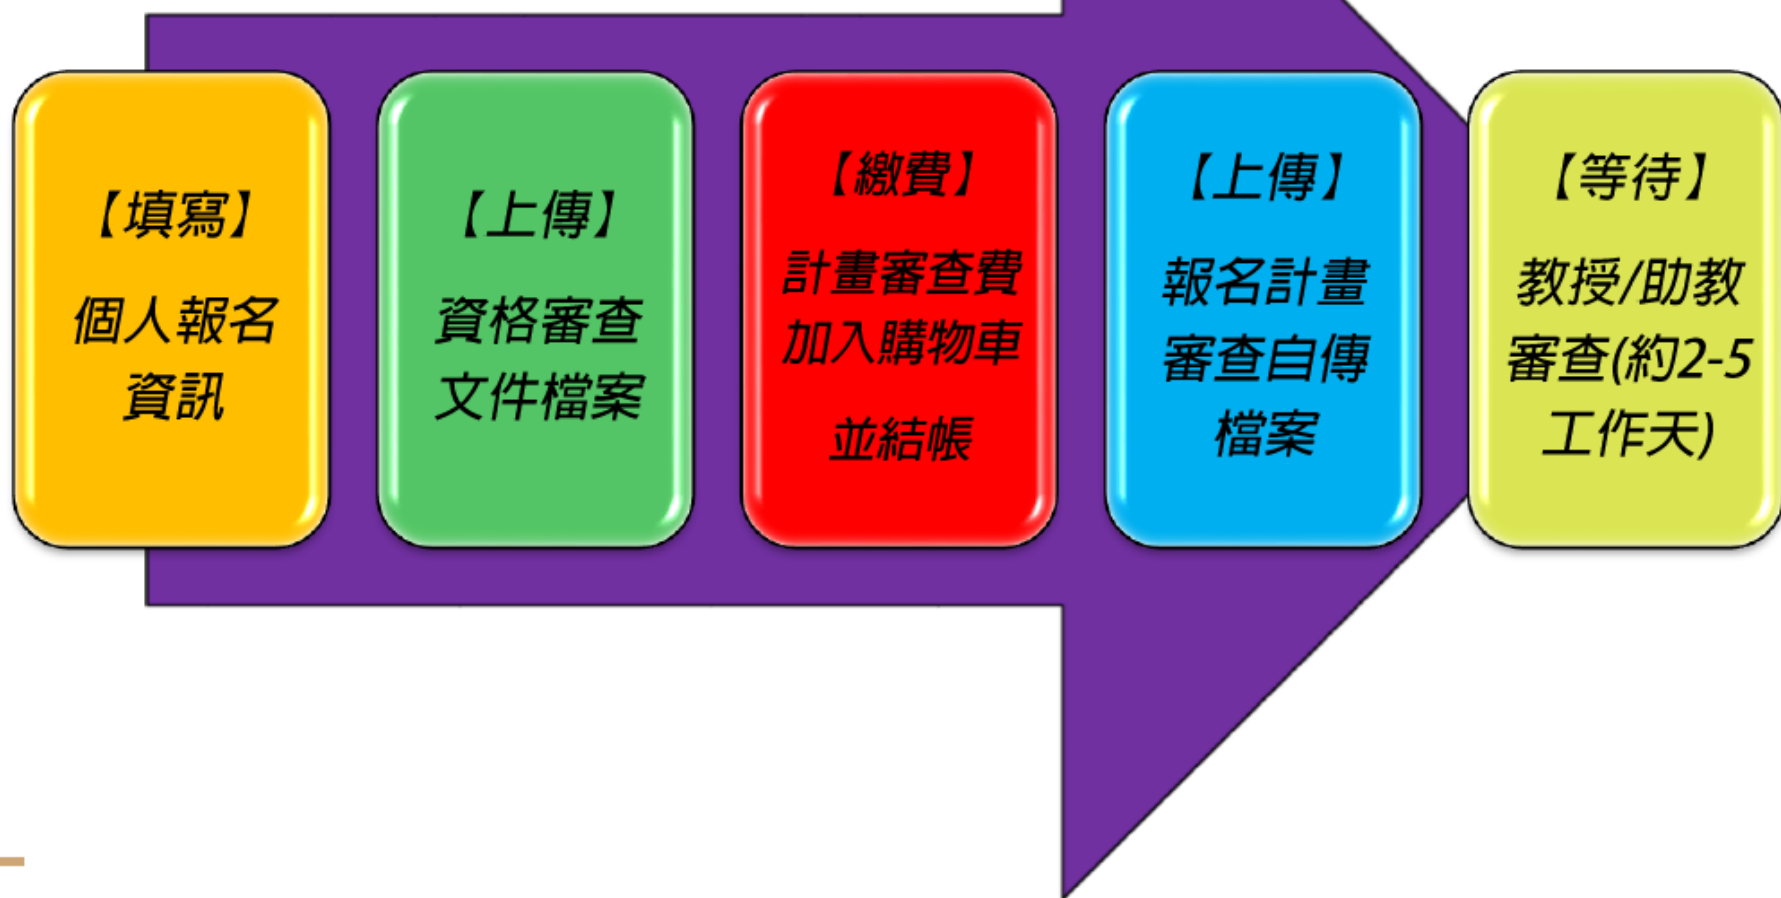 【填寫】
個人報名
資訊
【上傳】
資格審查
文件檔案
【繳費】
計畫審查費
加入購物車
並結帳
【上傳】
報名計畫
審查自傳
檔案
【等待】
教授/助教
審查(約2-5
工作天)